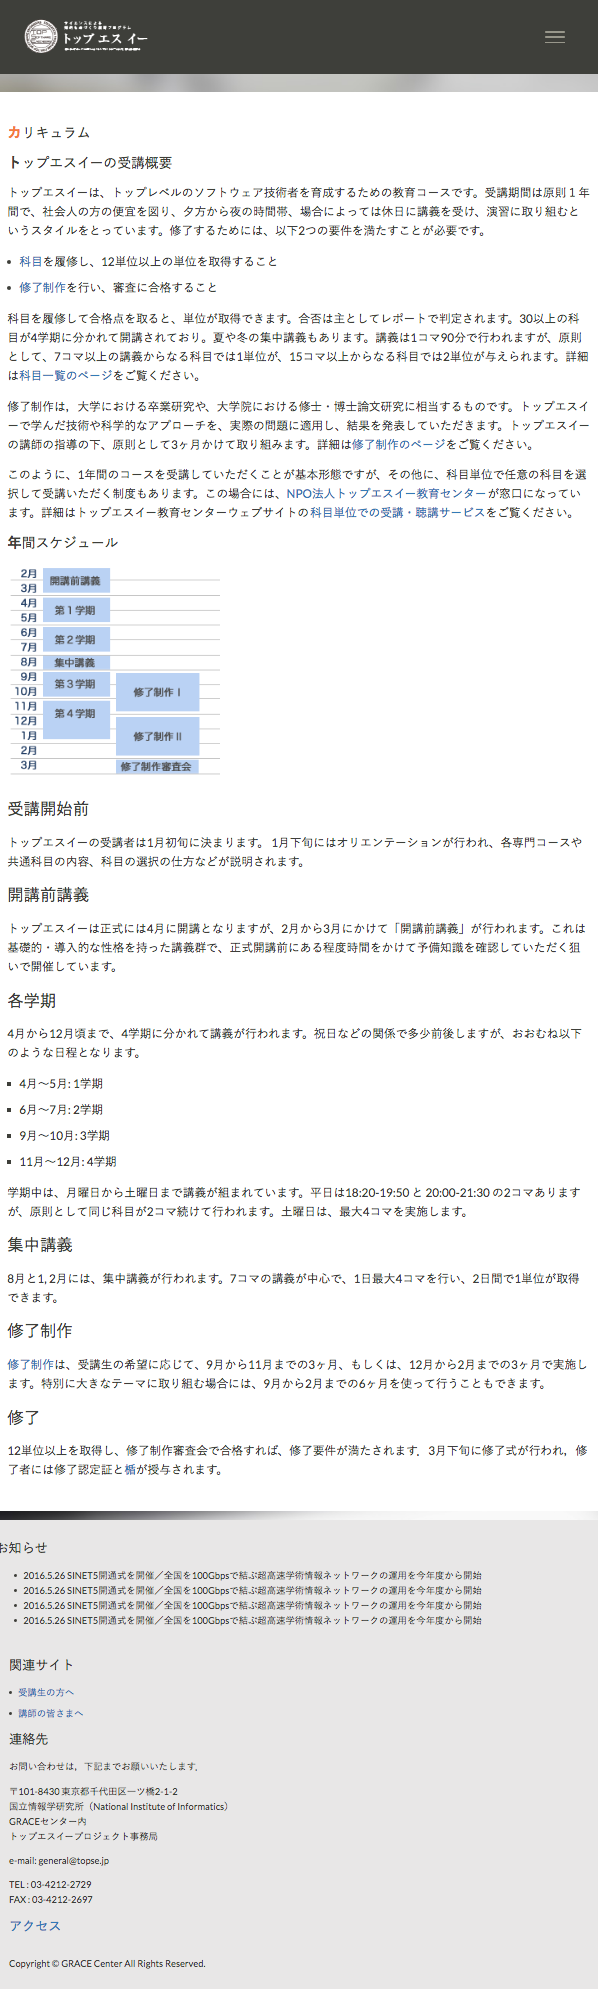 トップ エス イー
カリキュラム
トップエスイーの受講概要
トップエスイーは、トップレベルのソフトウェア技術者を育成するための教育コースです。受講期間は原則１年
間で、社会人の方の便宜を図り、夕方から夜の時間帯、場合によっては休日に講義を受け、演習に取り組むと
いうスタイルをとっています。修了するためには、以下2つの要件を満たすことが必要です。
• 科目を履修し、12単位以上の単位を取得すること
• 修了制作を行い、審査に合格すること
科目を履修して合格点を取ると、単位が取得できます。合否は主としてレポートで判定されます。30以上の科
目が4学期に分かれて開講されており。夏や冬の集中講義もあります。講義は1コマ90分で行われますが、原則
として、7コマ以上の講義からなる科目では1単位が、15コマ以上からなる科目では2単位が与えられます。詳細
は科目一覧のページをご覧ください。
修了制作は，大学における卒業研究や、大学院における修士・博士論文研究に相当するものです。トップエスイ
ーで学んだ技術や科学的なアプローチを、実際の問題に適用し、結果を発表していただきます。トップエスイー
の講師の指導の下、原則として3ヶ月かけて取り組みます。詳細は修了制作のページをご覧ください。
このように、1年間のコースを受講していただくことが基本形態ですが、その他に、科目単位で任意の科目を選
択して受講いただく制度もあります。この場合には、NPO法人トップエスイー教育センター が窓口になってい
ます。詳細はトップエスイー教育センターウェブサイトの科目単位での受講・聴講サービスをご覧ください。
年間スケジュール
2月
開講前講義
3月
4月
第１学期
5月
6月
第２学期
7月
8月 集中講義
9月
第３学期
10月
修了制作Ⅰ
11月
第４学期
12月
1月
修了制作Ⅱ
2月
3月 修了制作審査会
受講開始前
トップエスイーの受講者は1月初旬に決まります。 1月下旬にはオリエンテーションが行われ、各専門コースや
共通科目の内容、科目の選択の仕方などが説明されます。
開講前講義
トップエスイーは正式には4月に開講となりますが、2月から3月にかけて「開講前講義」が行われます。これは
基礎的・導入的な性格を持った講義群で、正式開講前にある程度時間をかけて予備知識を確認していただく狙
いで開催しています。
各学期
4月から12月頃まで、4学期に分かれて講義が行われます。祝日などの関係で多少前後しますが、おおむね以下
のような日程となります。
▪ 4月〜5月: 1学期
▪ 6月〜7月: 2学期
▪ 9月〜10月: 3学期
▪ 11月〜12月: 4学期
学期中は、月曜日から土曜日まで講義が組まれています。平日は18:20-19:50 と 20:00-21:30 の2コマあります
が、原則として同じ科目が2コマ続けて行われます。土曜日は、最大4コマを実施します。
集中講義
8月と1, 2月には、集中講義が行われます。7コマの講義が中心で、1日最大4コマを行い、2日間で1単位が取得
できます。
修了制作
修了制作は、受講生の希望に応じて、9月から11月までの3ヶ月、もしくは、12月から2月までの3ヶ月で実施し
ます。特別に大きなテーマに取り組む場合には、9月から2月までの6ヶ月を使って行うこともできます。
修了
12単位以上を取得し、修了制作審査会で合格すれば、修了要件が満たされます．3月下旬に修了式が行われ，修
了者には修了認定証と楯が授与されます。
お知らせ
• 2016.5.26 SINET5開通式を開催／全国を100Gbpsで結ぶ超高速学術情報ネットワークの運用を今年度から開始
• 2016.5.26 SINET5開通式を開催／全国を100Gbpsで結ぶ超高速学術情報ネットワークの運用を今年度から開始
• 2016.5.26 SINET5開通式を開催／全国を100Gbpsで結ぶ超高速学術情報ネットワークの運用を今年度から開始
• 2016.5.26 SINET5開通式を開催／全国を100Gbpsで結ぶ超高速学術情報ネットワークの運用を今年度から開始
関連サイト
• 受講生の方へ
• 講師の皆さまへ
連絡先
お問い合わせは，下記までお願いいたします．
〒101-8430 東京都千代田区一ツ橋2-1-2
国立情報学研究所（National Institute of Informatics）
GRACEセンター内
トップエスイープロジェクト事務局
e-mail: general@topse.jp
TEL : 03-4212-2729
FAX : 03-4212-2697
アクセス
Copyright © GRACE Center All Rights Reserved.